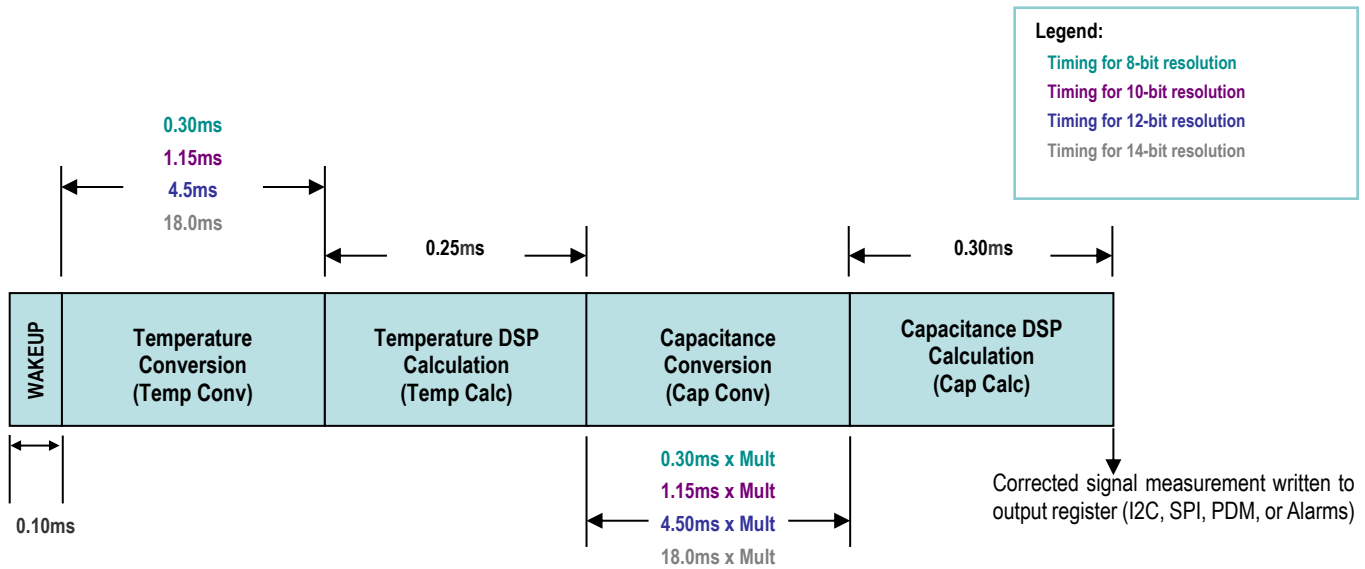 Legend:
Timing for 8-bit resolution
Timing for 10-bit resolution
Timing for 12-bit resolution
Timing for 14-bit resolution
0.30ms
1.15ms
4.5ms
18.0ms
0.25ms
0.30ms
WAKEUP
Temperature
Conversion
(Temp Conv)
Temperature DSP
Calculation
(Temp Calc)
Capacitance
Conversion
(Cap Conv)
Capacitance DSP
Calculation
(Cap Calc)
0.10ms
0.30ms x Mult
1.15ms x Mult
4.50ms x Mult
18.0ms x Mult
Corrected signal measurement written to
output register (I2C, SPI, PDM, or Alarms)